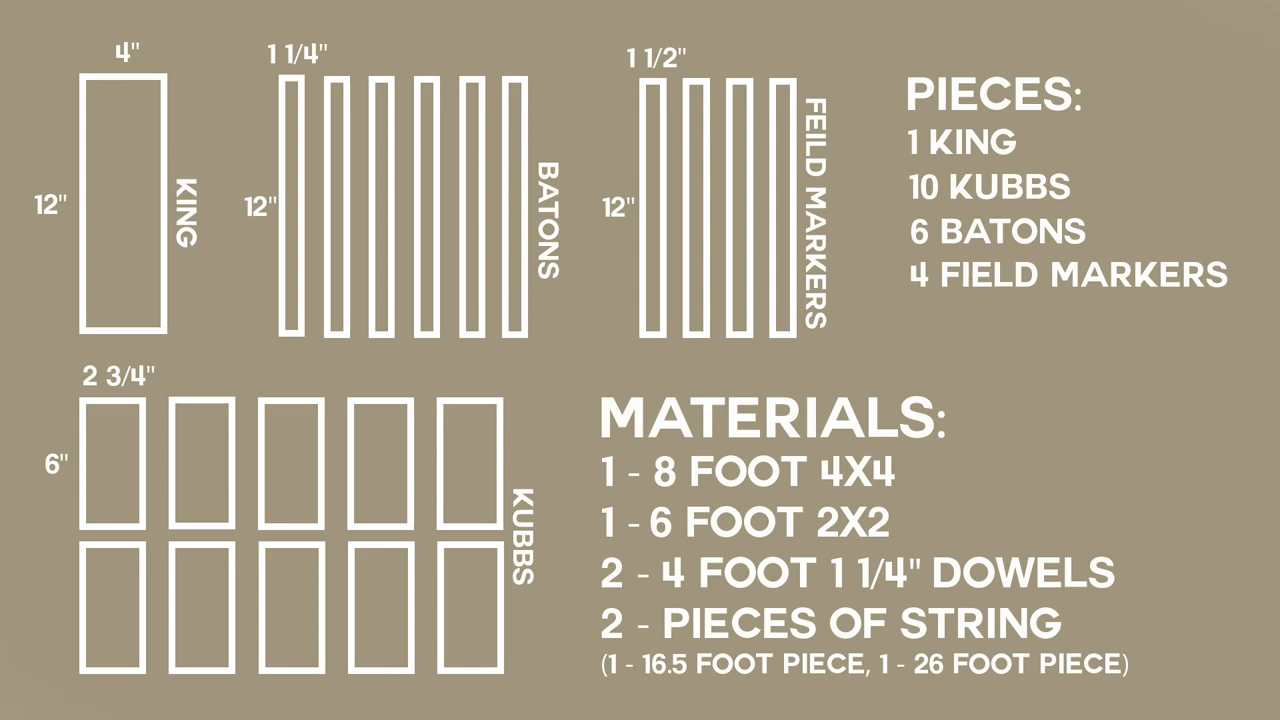 4"
12"
KING
1 1/4"
12"
BATONS
1 1/2"
12"
FEILD MARKERS
PIECES:
1 KING
10 KUBBS
6 BATONS
4 FIELD MARKERS
2 3/4"
6"
KUBBS
MATERIALS:
1 - 8 FOOT 4X4
1 - 6 FOOT 2X2
2 - 4 FOOT 1 1/4" DOWELS
2 - PIECES OF STRING
(1 - 16.5 FOOT PIECE, 1 - 26 FOOT PIECE)